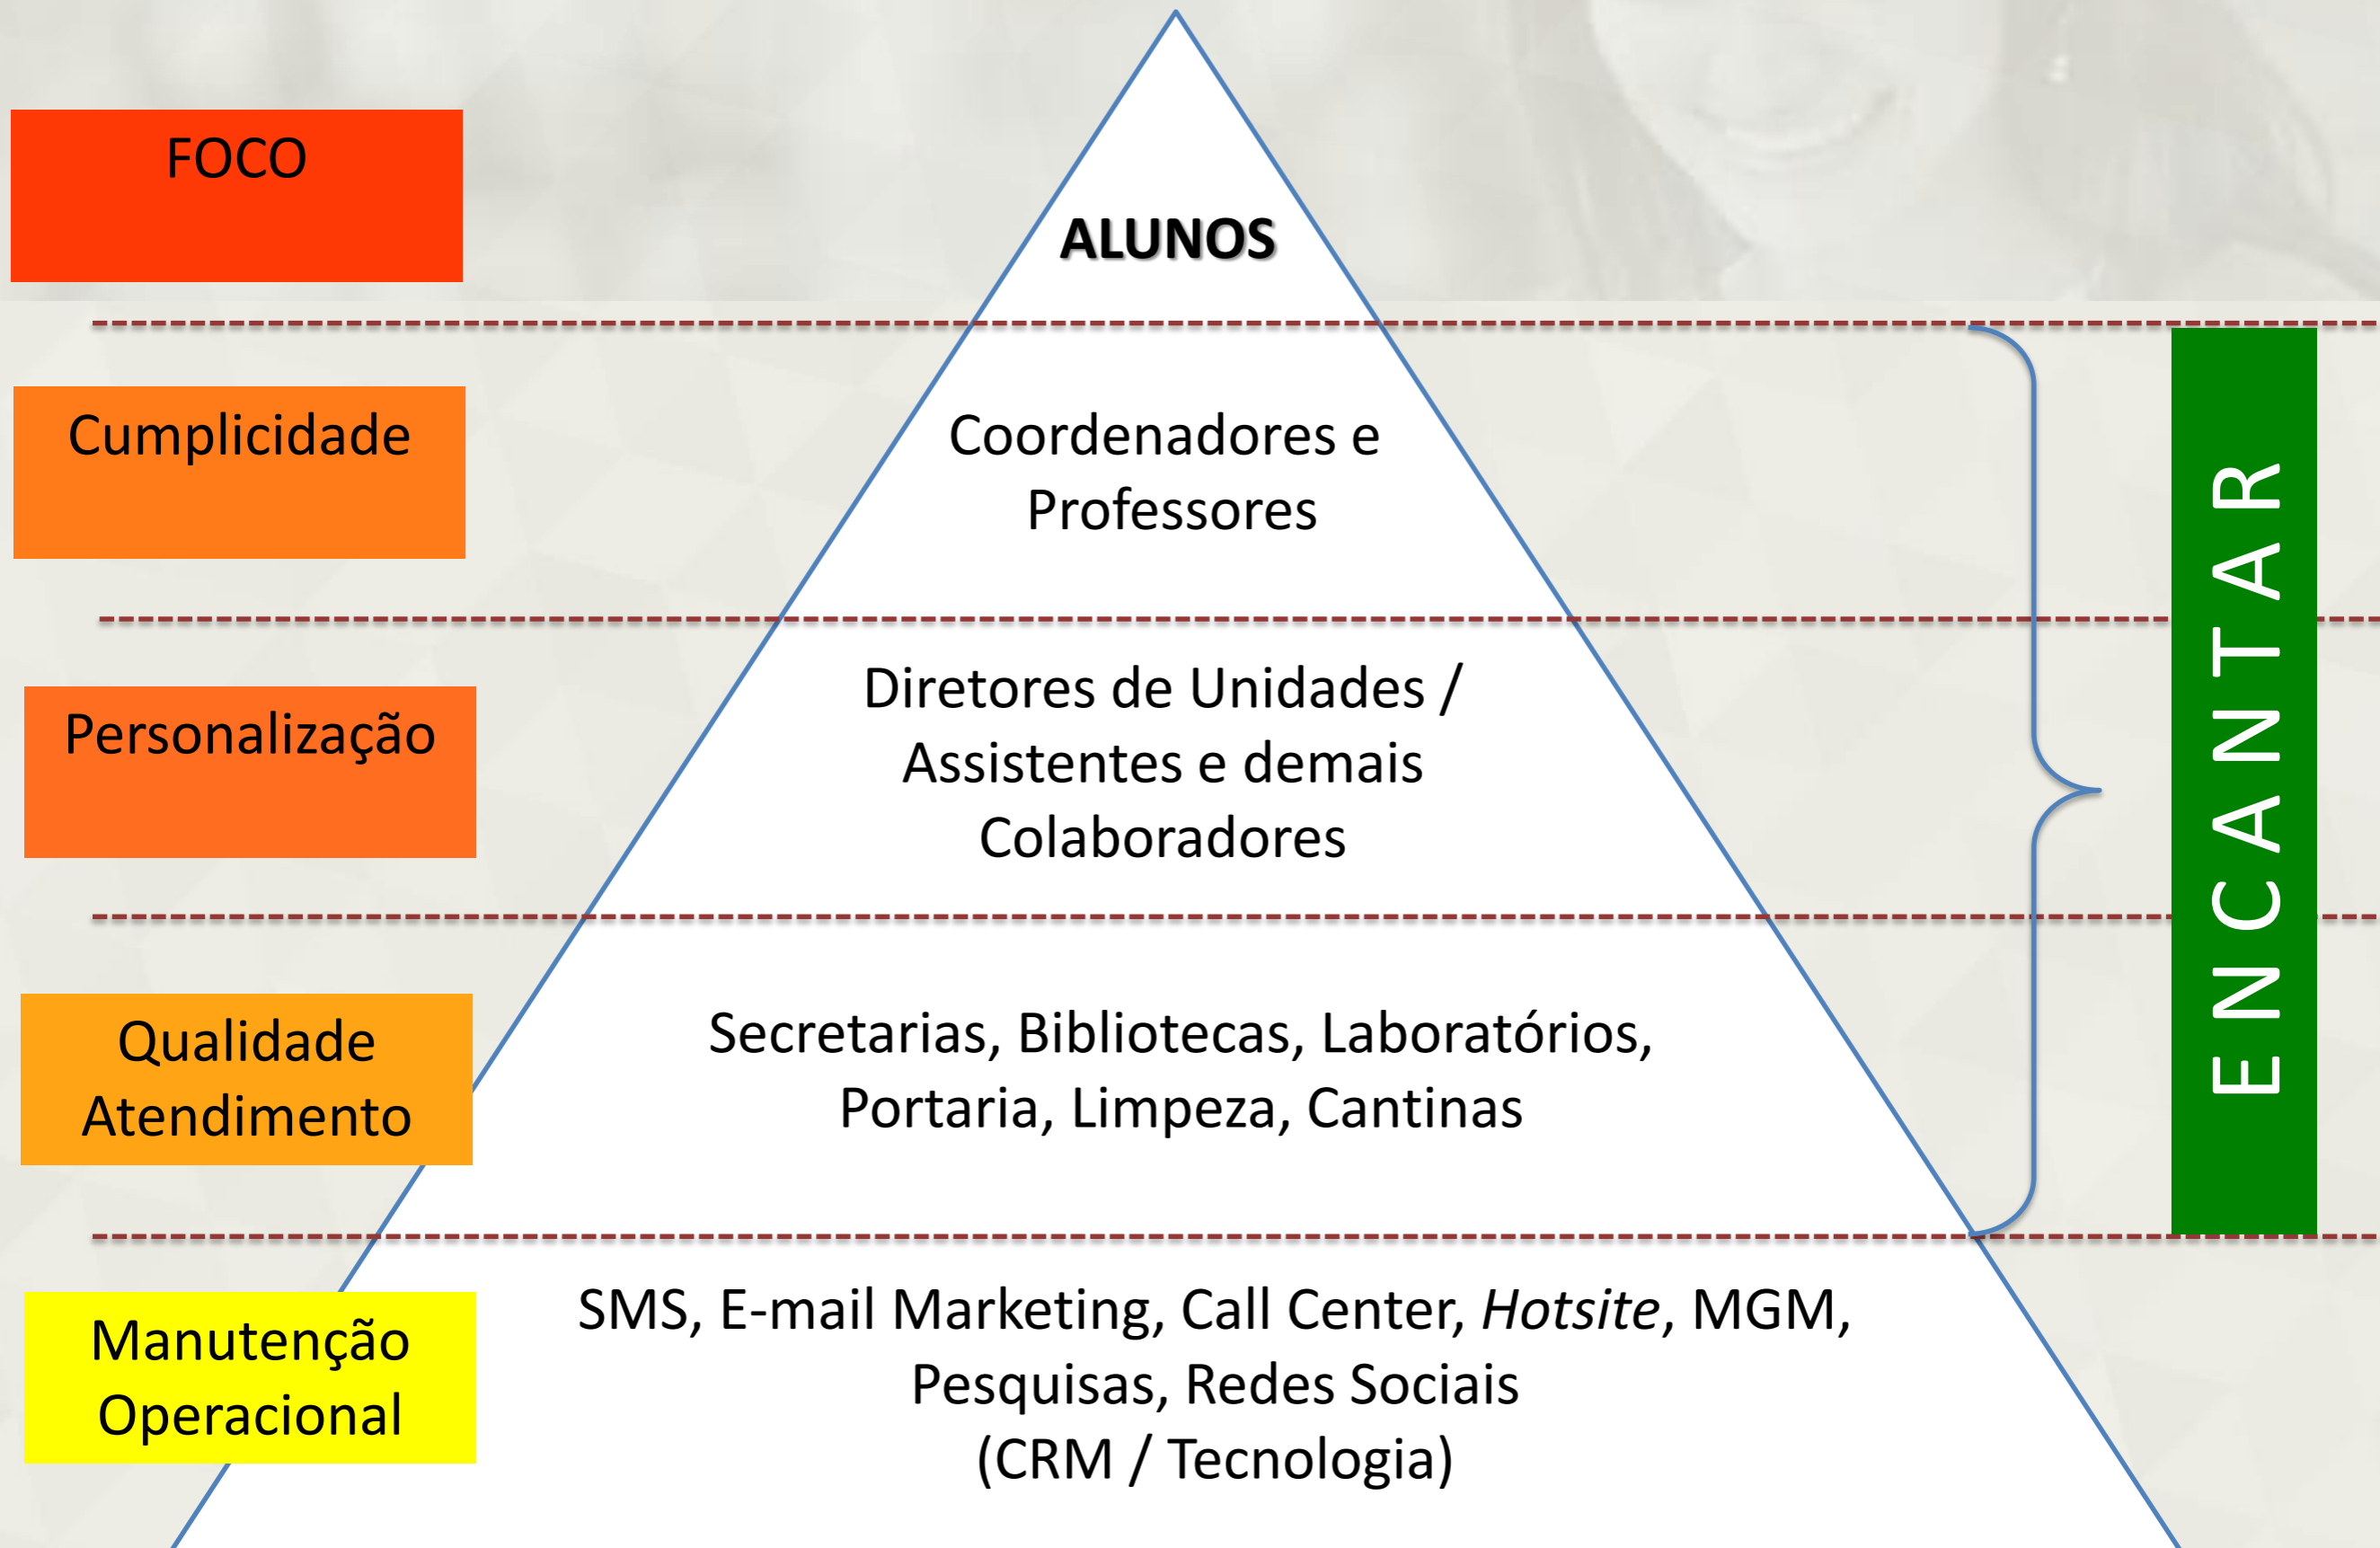 FOCO
ALUNOS
Cumplicidade
Coordenadores e
Professores
Personalização
Diretores de Unidades /
Assistentes e demais
Colaboradores
Qualidade
Atendimento
Secretarias, Bibliotecas, Laboratórios,
Portaria, Limpeza, Cantinas
Manutenção
Operacional
SMS, E-mail Marketing, Call Center, Hotsite, MGM,
Pesquisas, Redes Sociais
(CRM / Tecnologia)
ENCANTAR